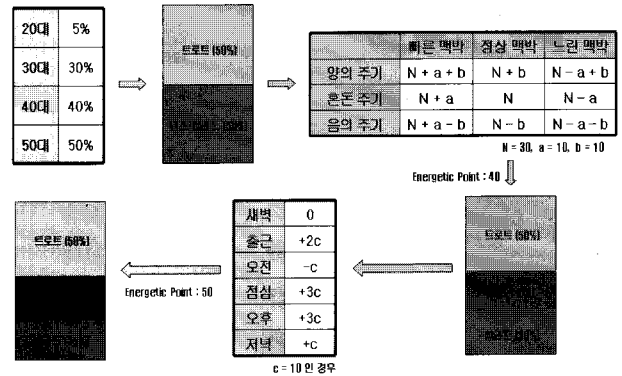 20대 5%
30대 30%
40대 40%
50대 50%
트로트 (50%)
빠른 맥박 정상 맥박 느린 맥박
양의 주기 N + a + b N + b N - a + b
혼돈 주기 N + a N N - a
음의 주기 N + a - b N - b N - a - b
N = 30, a = 10, b = 10
Energetic Point : 40
트로트 (50%)
새벽 0
출근 +2c
오전 -c
점심 +3c
오후 +3c
저녁 +c
c = 10 인 경우
Energetic Point : 50
트로트 (50%)